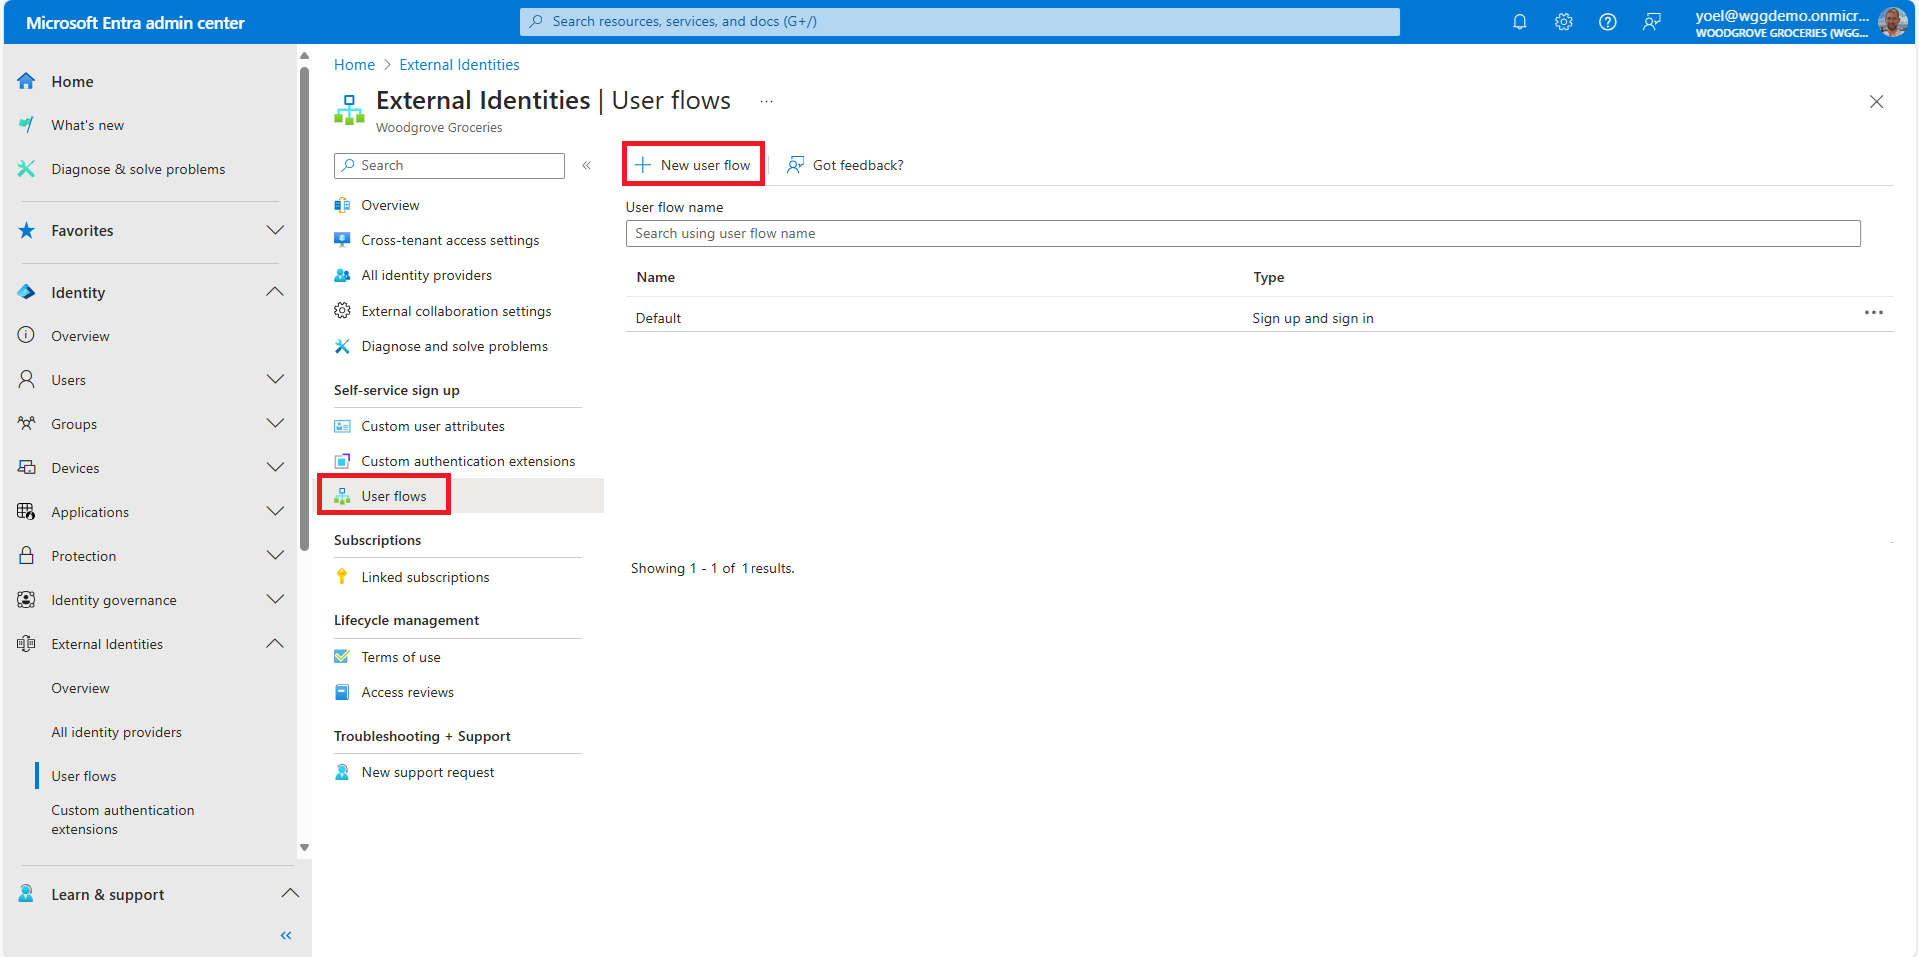 Microsoft Entra admin center
Search resources, services, and docs (G+/)
yoel@wggdemo.onmicr...
WOODGROVE GROCERIES (WGG...
Home
What's new
Diagnose & solve problems
Favorites
Identity
Overview
Users
Groups
Devices
Applications
Protection
Identity governance
External Identities
Overview
All identity providers
User flows
Custom authentication
extensions
Learn & support
Home > External Identities
External Identities | User flows ...
Woodgrove Groceries
Search
Overview
Cross-tenant access settings
All identity providers
External collaboration settings
Diagnose and solve problems
Self-service sign up
Custom user attributes
Custom authentication extensions
User flows
Subscriptions
Linked subscriptions
Lifecycle management
Terms of use
Access reviews
Troubleshooting + Support
New support request
New user flow
Got feedback?
User flow name
Search using user flow name
Name Type
Default Sign up and sign in
Showing 1 - 1 of 1 results.